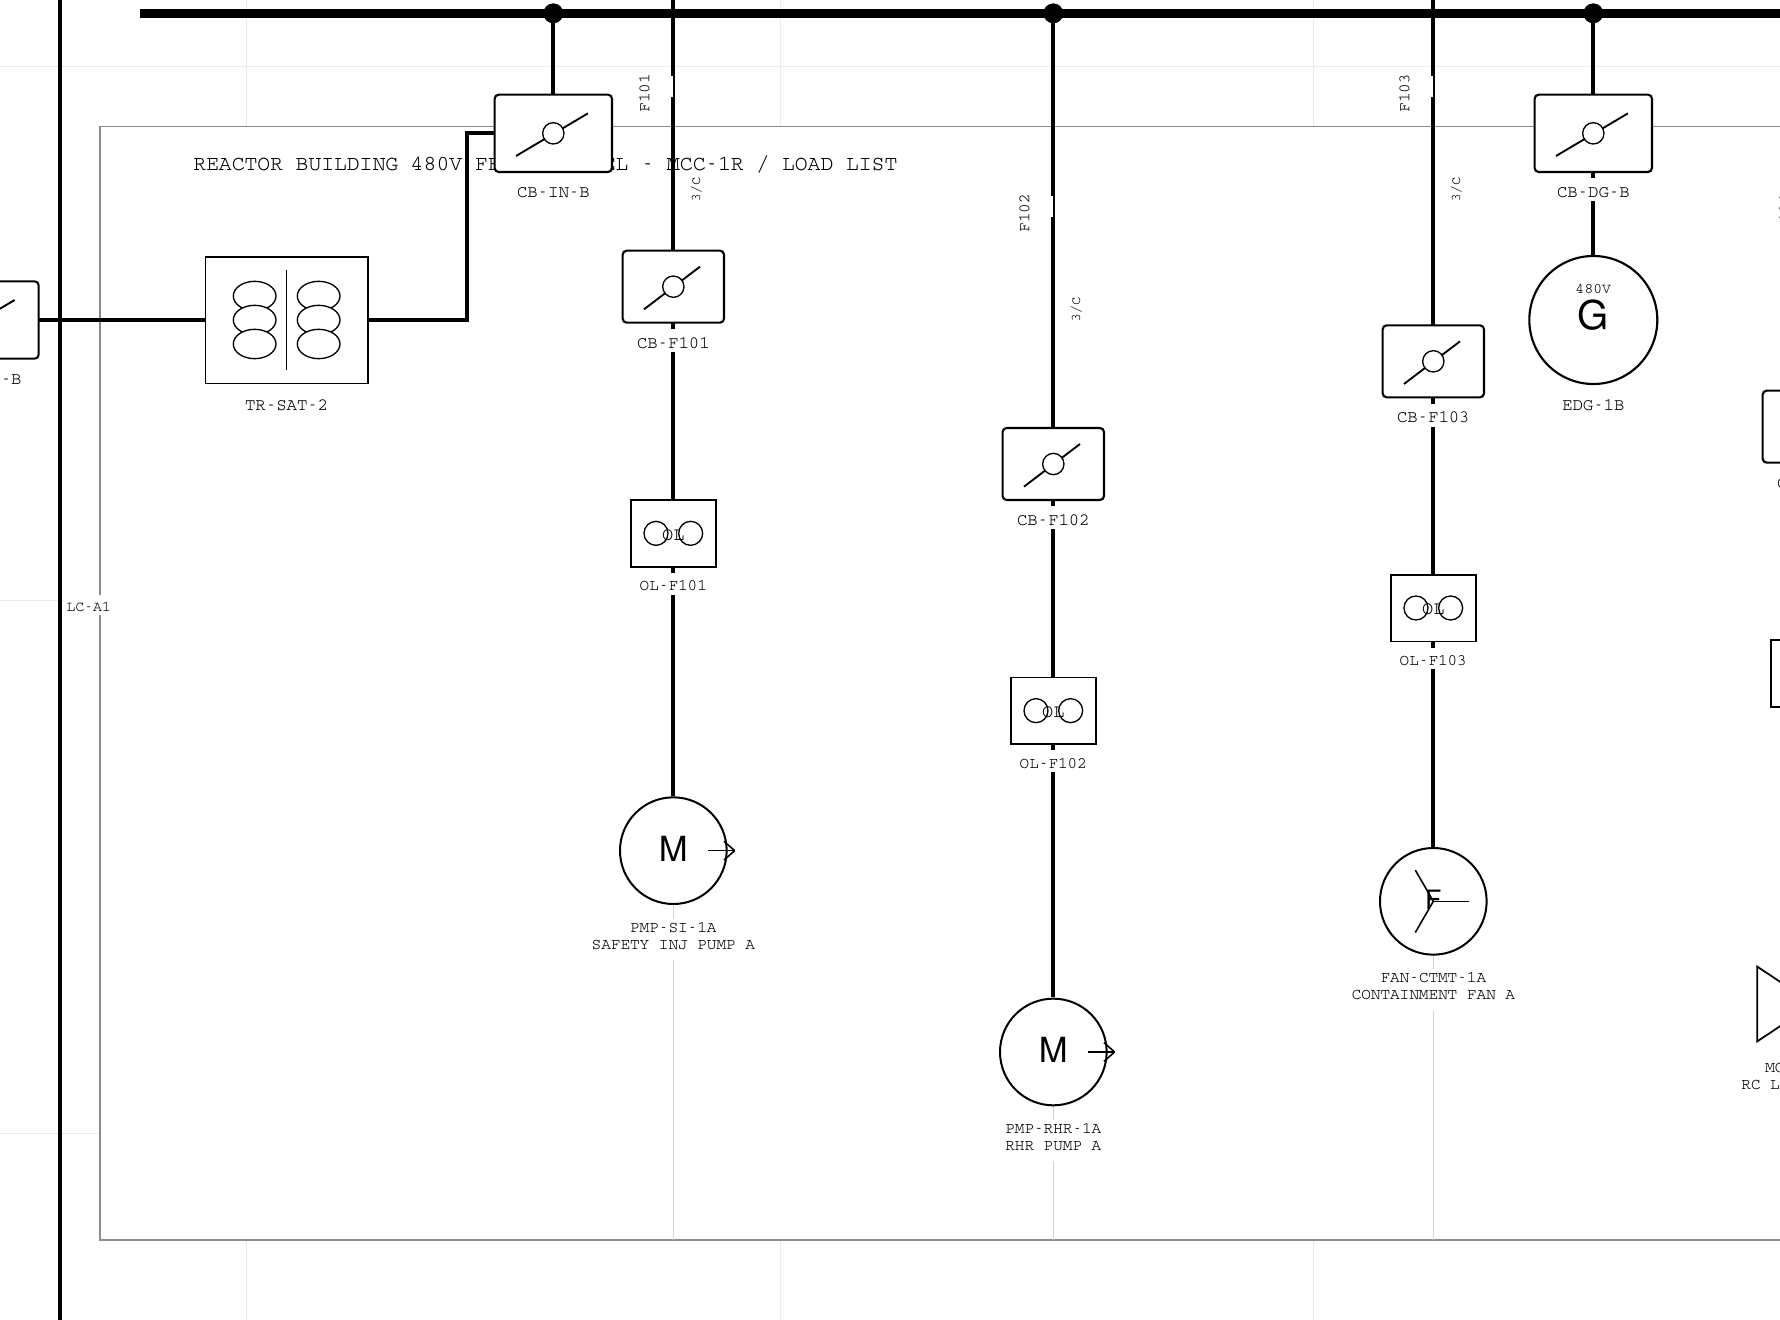 F101
F103
REACTOR BUILDING 480V - MCC-1R / LOAD LIST
CB-IN-B
3/C
F102
3/C
CB-DG-B
480V
G
3/C
CB-F101
-B
TR-SAT-2
CB-F103
EDG-1B
CB-F102
OL
OL-F101
LC-A1
OL
OL-F103
OL
OL-F102
M
PMP-SI-1A
SAFETY INJ PUMP A
F
FAN-CTMT-1A
CONTAINMENT FAN A
M
RC L
PMP-RHR-1A
RHR PUMP A